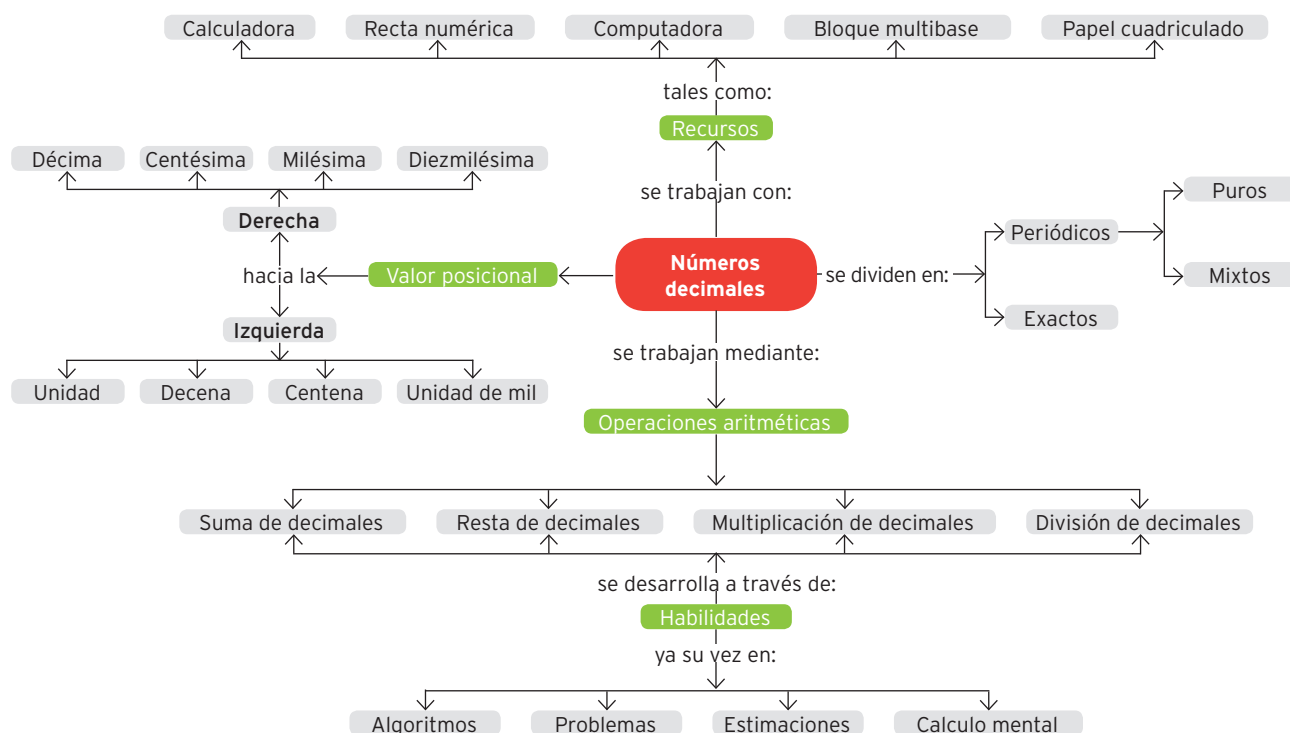 Calculadora
Recta numérica
Computadora
Bloque multibase
Papel cuadriculado
tales como:
Recursos
se trabajan con:
Décima
Centésima
Milésima
Diezmilésima
Derecha
hacia la
Valor posicional
Izquierda
Unidad
Decena
Centena
Unidad de mil
Números
decimales
se dividen en:
Periódicos
Puros
Mixtos
Exactos
se trabajan mediante:
Operaciones aritméticas
Suma de decimales
Resta de decimales
Multiplicación de decimales
División de decimales
se desarrolla a través de:
Habilidades
ya su vez en:
Algoritmos
Problemas
Estimaciones
Calculo mental